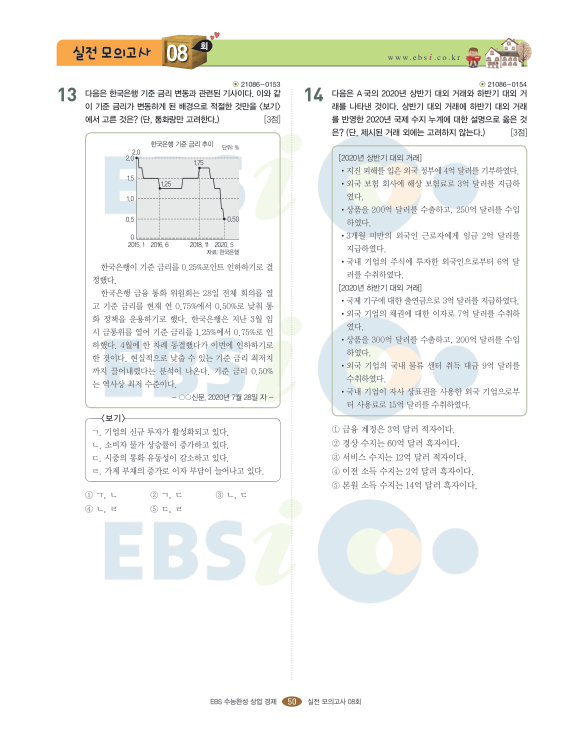 실전 모의고사 08 회
www.ebsi.co.kr
21086-0153
13 다음은 한국은행 기준 금리 변동과 관련된 기사이다. 이와 같
이 기준 금리가 변동하게 된 배경으로 적절한 것만을 <보기>
에서 고른 것은? (단, 통화량만 고려한다.) [3점]
한국은행 기준 금리 추이 단위: %
2.0
2.0
1.75
1.5
1.25
1.0
0.5
0.50
0
2015. 1 2016. 6 2018. 11 2020. 5
자료: 한국은행
한국은행이 기준 금리를 0.25%포인트 인하하기로 결
정했다.
한국은행 금융 통화 위원회는 28일 전체 회의를 열
고 기준 금리를 현재 연 0.75%에서 0.50%로 낮춰 통
화 정책을 운용하기로 했다. 한국은행은 지난 3월 임
시 금통위를 열어 기준 금리를 1.25%에서 0.75%로 인
하했다. 4월에 한 차례 동결했다가 이번에 인하하기로
한 것이다. 현실적으로 낮출 수 있는 기준 금리 최저치
까지 끌어내렸다는 분석이 나온다. 기준 금리 0.50%
는 역사상 최저 수준이다.
- ○○신문, 2020년 7월 28일 자 -
<보기>
ㄱ. 기업의 신규 투자가 활성화되고 있다.
ㄴ. 소비자 물가 상승률이 증가하고 있다.
ㄷ. 시중의 통화 유동성이 감소하고 있다.
ㄹ. 가계 부채의 증가로 이자 부담이 늘어나고 있다.
① ㄱ, ㄴ ② ㄱ, ㄷ ③ ㄴ, ㄷ
④ ㄴ, ㄹ ⑤ ㄷ, ㄹ
21086-0154
14 다음은 A국의 2020년 상반기 대외 거래와 하반기 대외 거
래를 나타낸 것이다. 상반기 대외 거래에 하반기 대외 거래
를 반영한 2020년 국제 수지 누계에 대한 설명으로 옳은 것
은? (단, 제시된 거래 외에는 고려하지 않는다.) [3점]
[2020년 상반기 대외 거래]
• 지진 피해를 입은 외국 정부에 4억 달러를 기부하였다.
• 외국 보험 회사에 해상 보험료로 3억 달러를 지급하
였다.
• 상품을 200억 달러를 수출하고, 250억 달러를 수입
하였다.
• 3개월 미만의 외국인 근로자에게 임금 2억 달러를
지급하였다.
• 국내 기업의 주식에 투자한 외국인으로부터 6억 달
러를 수취하였다.
[2020년 하반기 대외 거래]
• 국제 기구에 대한 출연금으로 3억 달러를 지급하였다.
• 외국 기업의 채권에 대한 이자로 7억 달러를 수취하
였다.
• 상품을 300억 달러를 수출하고, 200억 달러를 수입
하였다.
• 외국 기업의 국내 물류 센터 취득 대금 9억 달러를
수취하였다.
• 국내 기업이 자사 상표권을 사용한 외국 기업으로부
터 사용료로 15억 달러를 수취하였다.
① 금융 계정은 3억 달러 적자이다.
② 경상 수지는 60억 달러 흑자이다.
③ 서비스 수지는 12억 달러 적자이다.
④ 이전 소득 수지는 2억 달러 흑자이다.
⑤ 본원 소득 수지는 14억 달러 흑자이다.
EBSi
EBSi
EBSi
EBS 수능완성 상업 경제 50 실전 모의고사 08회